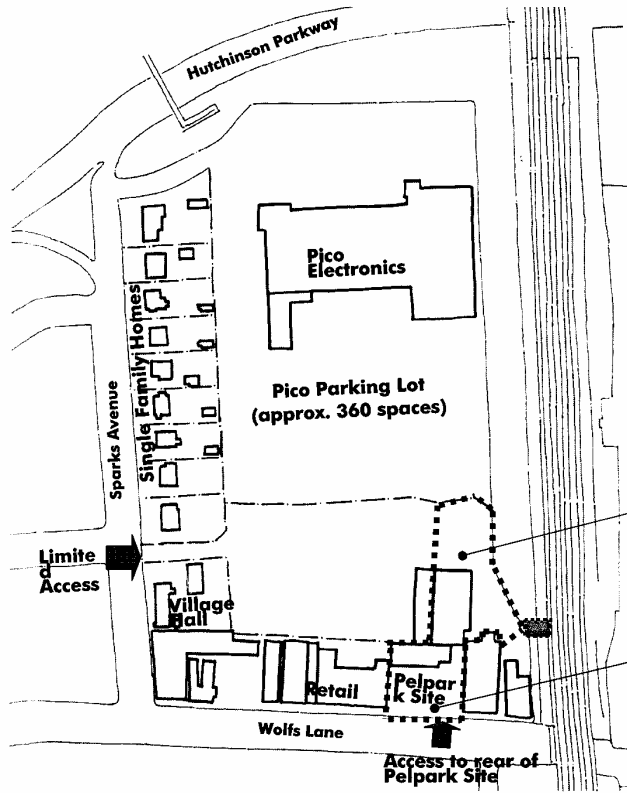 Hutchinson Parkway
Pico
Electronics
Pico Parking Lot
(approx. 360 spaces)
Single Family Homes
Sparks Avenue
Limite
d
Access
Village
Hall
Retail
Pelpar
k Site
Wolfs Lane
Access to rear of
Pelpark Site